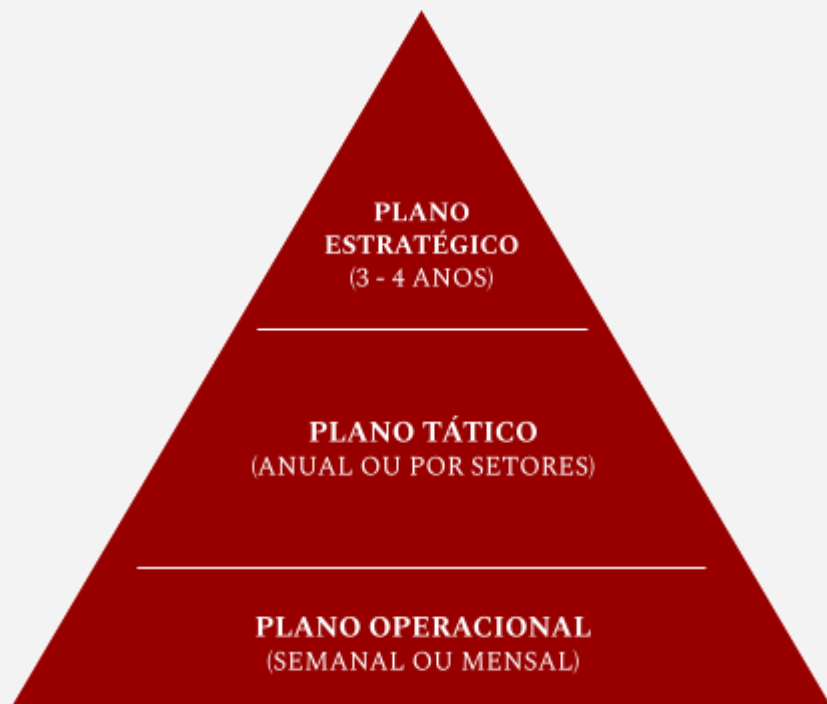 PLANO
ESTRATÉGICO
(3 - 4 ANOS)
PLANO TÁTICO
(ANUAL OU POR SETORES)
PLANO OPERACIONAL
(SEMANAL OU MENSAL)